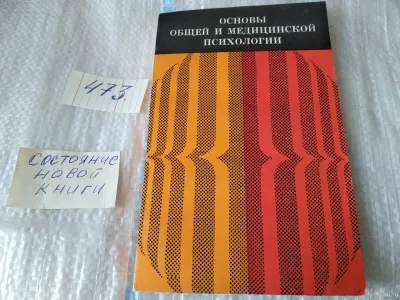 ОСНОВЫ
ОБЩЕЙ И МЕДИЦИНСКОЙ
ПСИХОЛОГИИ
473.
СОСТОЯНИЕ
НОВОЙ
КНИГИ